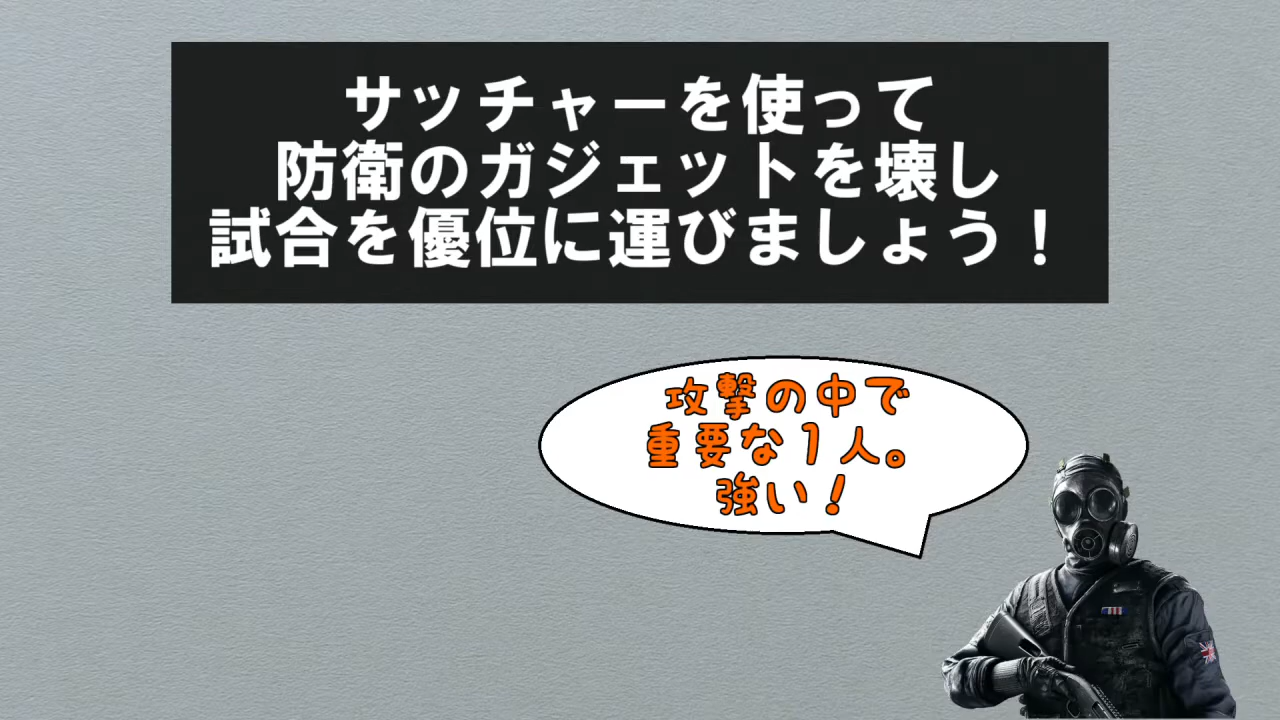 サッチャーを使って
防衛のガジェットを壊し
試合を優位に運びましょう！
攻撃の中で
重要な1人。
強い！